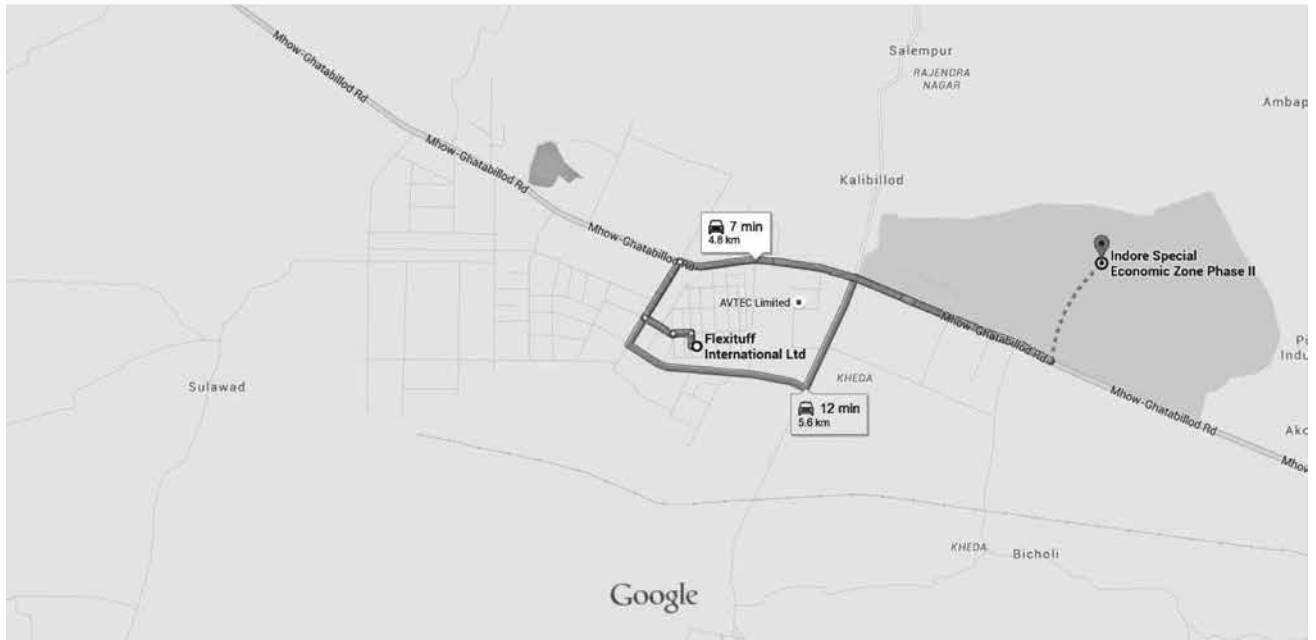 Mhow-Ghatabillod Rd
Salempur
RAJENDRA
NAGAR
Ambap
Mhow-Ghatabillod Rd
Kalibillod
7 min
4.8 km
Mhow-Ghatabillod Rd
Indore Special
Economic Zone Phase II
AVTEC Limited
Mhow-Ghatabillod Rd
Flexituff
International Ltd
Pi
Indu
Sulawad
KHEDA
12 min
5.6 km
Mhow-Ghatabillod Rd
Ako
Mhow
KHEDA
Bicholi
Google